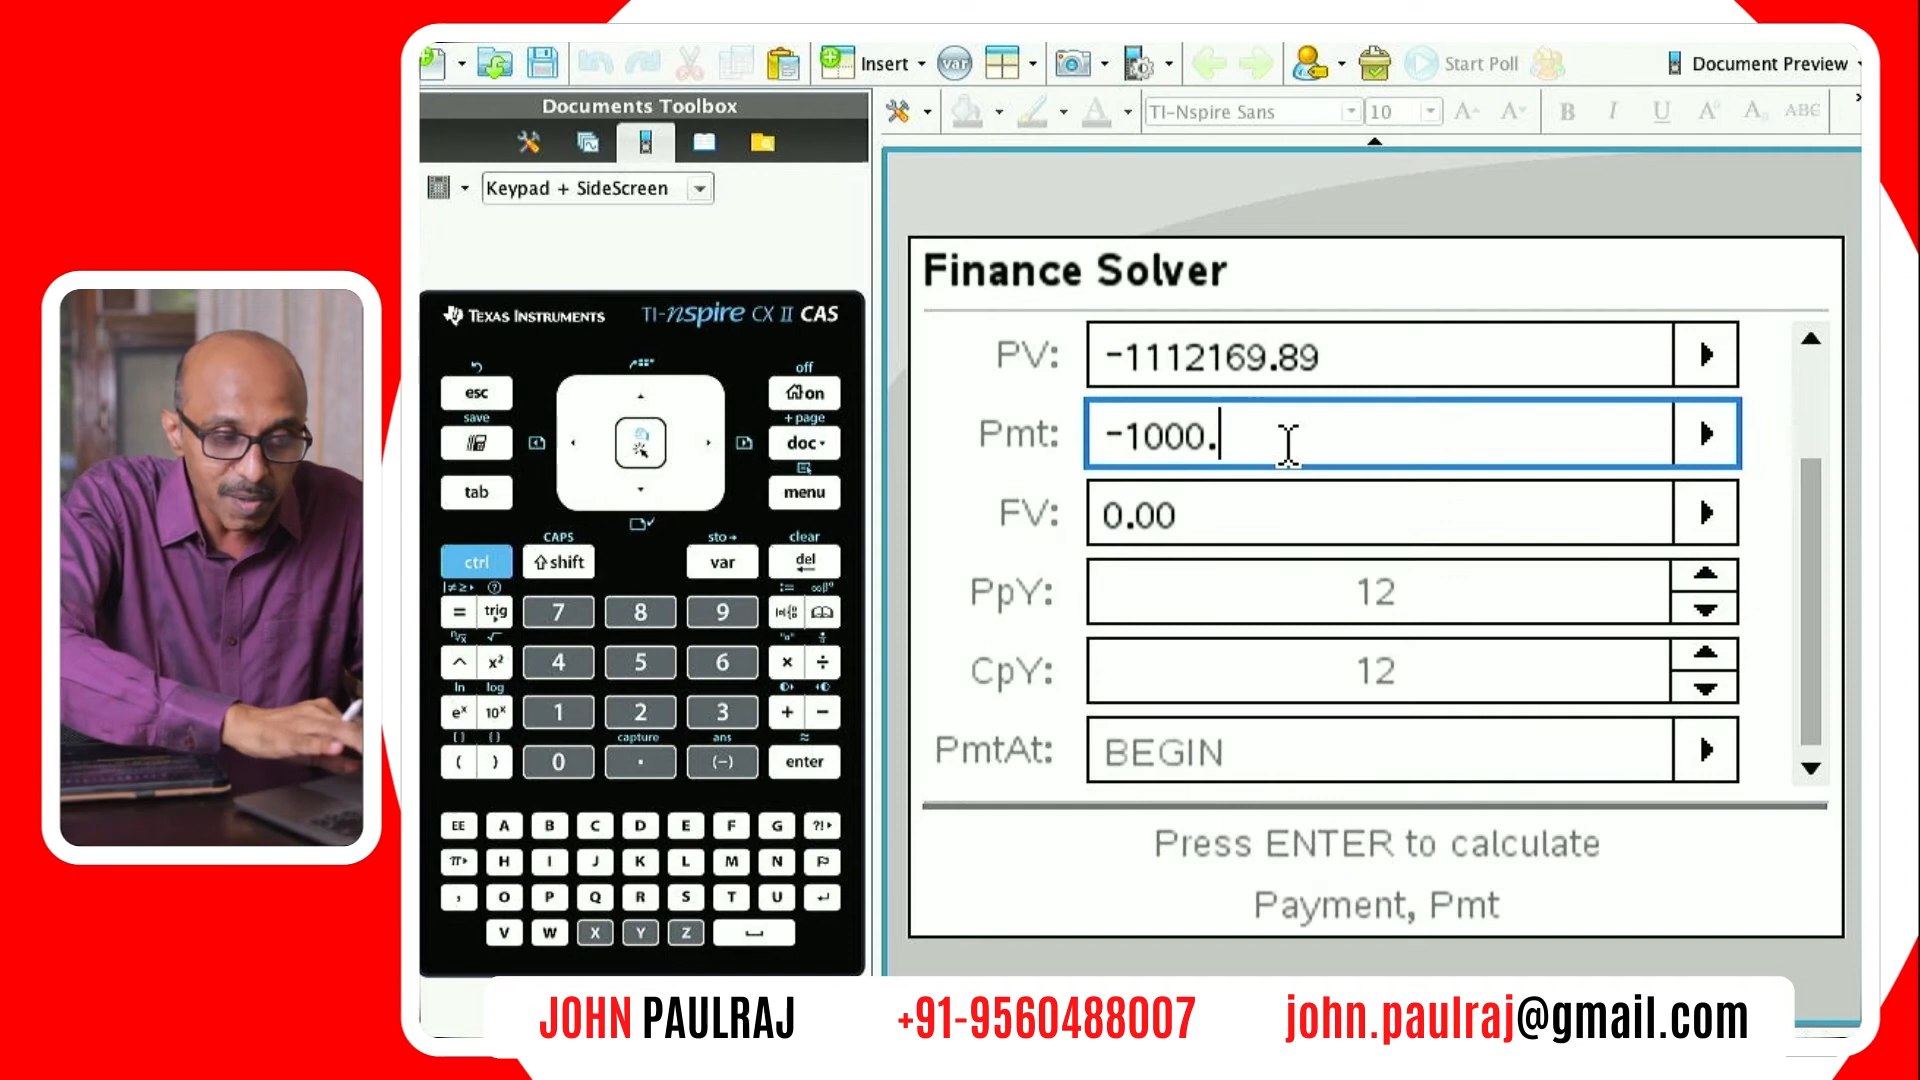 Insert
var
Start Poll
Document Preview
Documents Toolbox
TI-Nspire Sans
10
A
B I U
ABC
Keypad + SideScreen
TEXAS INSTRUMENTS
TI-nspire CX II CAS
off
esc
on
save
+ page
doc
tab
menu
CAPS
sto→
clear
ctrl
shift
var
del
= trig 7 8 9
^ x² 4 5 6 × ÷
ln log
eˣ 10ˣ 1 2 3 + −
capture
ans
( ) 0 . (−) enter
EE A B C D E F G ?!▸
π▸ H I J K L M N
, O P Q R S T U
V W X Y Z
Finance Solver
PV: -1112169.89
Pmt: -1000.
FV: 0.00
PpY: 12
CpY: 12
PmtAt: BEGIN
Press ENTER to calculate
Payment, Pmt
JOHN PAULRAJ +91-9560488007 john.paulraj@gmail.com